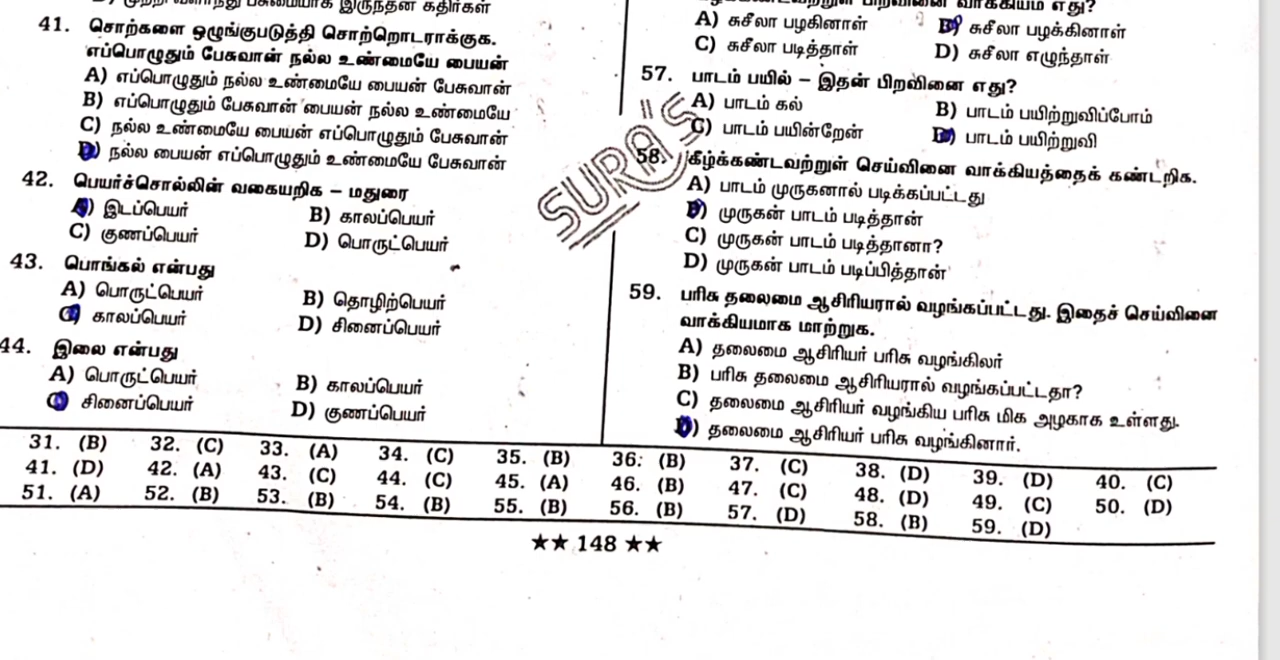 இருந்தன கதிர்கள்
41. சொற்களை ஒழுங்குபடுத்தி சொற்றொடராக்குக.
எப்பொழுதும் பேசுவான் நல்ல உண்மையே பையன்
A) எப்பொழுதும் நல்ல உண்மையே பையன் பேசுவான்
B) எப்பொழுதும் பேசுவான் பையன் நல்ல உண்மையே
C) நல்ல உண்மையே பையன் எப்பொழுதும் பேசுவான்
D) நல்ல பையன் எப்பொழுதும் உண்மையே பேசுவான்
42. பெயர்ச்சொல்லின் வகையறிக – மதுரை
A) இடப்பெயர் B) காலப்பெயர்
C) குணப்பெயர் D) பொருட்பெயர்
43. பொங்கல் என்பது
A) பொருட்பெயர் B) தொழிற்பெயர்
C) காலப்பெயர் D) சினைப்பெயர்
44. இலை என்பது
A) பொருட்பெயர் B) காலப்பெயர்
C) சினைப்பெயர் D) குணப்பெயர்
வாக்கியம் எது?
A) சுசீலா பழகினாள் B) சுசீலா பழக்கினாள்
C) சுசீலா படித்தாள் D) சுசீலா எழுந்தாள்
57. பாடம் பயில் – இதன் பிறவினை எது?
A) பாடம் கல் B) பாடம் பயிற்றுவிப்போம்
C) பாடம் பயின்றேன் D) பாடம் பயிற்றுவி
58. கீழ்க்கண்டவற்றுள் செய்வினை வாக்கியத்தைக் கண்டறிக.
A) பாடம் முருகனால் படிக்கப்பட்டது
B) முருகன் பாடம் படித்தான்
C) முருகன் பாடம் படித்தானா?
D) முருகன் பாடம் படிப்பித்தான்
59. பரிசு தலைமை ஆசிரியரால் வழங்கப்பட்டது. இதைச் செய்வினை
வாக்கியமாக மாற்றுக.
A) தலைமை ஆசிரியர் பரிசு வழங்கிலர்
B) பரிசு தலைமை ஆசிரியரால் வழங்கப்பட்டதா?
C) தலைமை ஆசிரியர் வழங்கிய பரிசு மிக அழகாக உள்ளது.
D) தலைமை ஆசிரியர் பரிசு வழங்கினார்.
SURA'S
31. (B) 32. (C) 33. (A) 34. (C) 35. (B) 36: (B) 37. (C) 38. (D) 39. (D) 40. (C)
41. (D) 42. (A) 43. (C) 44. (C) 45. (A) 46. (B) 47. (C) 48. (D) 49. (C) 50. (D)
51. (A) 52. (B) 53. (B) 54. (B) 55. (B) 56. (B) 57. (D) 58. (B) 59. (D)
★★ 148 ★★